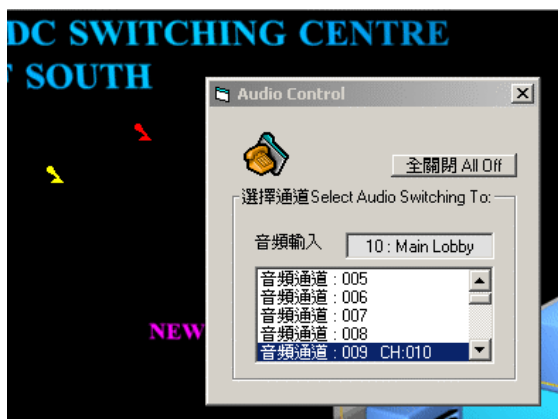 DC SWITCHING CENTRE
SOUTH
Audio Control
全關閉 All Off
選擇通道Select Audio Switching To:
音頻輸入
10 : Main Lobby
音頻通道 : 005
音頻通道 : 006
音頻通道 : 007
音頻通道 : 008
音頻通道 : 009 CH:010
NEW